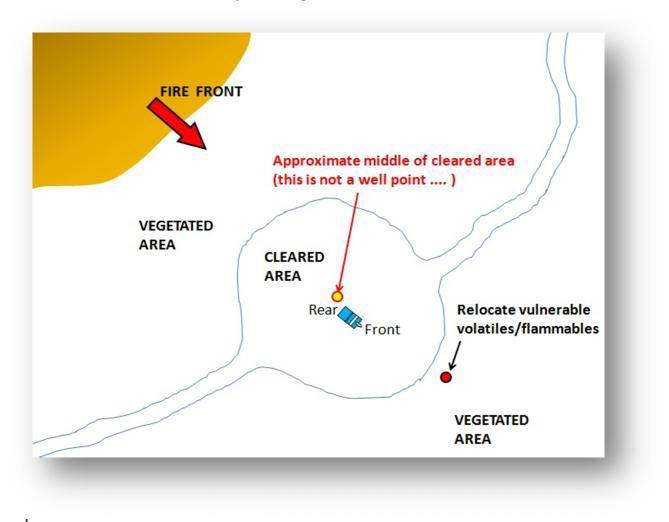 FIRE FRONT
Approximate middle of cleared area
(this is not a well point .... )
VEGETATED
AREA
CLEARED
AREA
Rear
Front
Relocate vulnerable
volatiles/flammables
VEGETATED
AREA